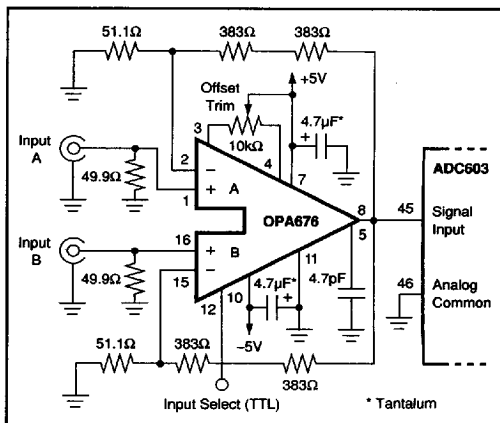 51.1Ω 383Ω 383Ω
Offset
Trim
+5V
Input
A
3
10kΩ
4
4.7µF*
+
7
ADC603
49.9Ω
2
−
+ A
1
OPA676
8
45
Signal
Input
5
Input
B
16
+ B
−
15
11
49.9Ω
12
10
4.7µF*
+
4.7pF
46
Analog
Common
−5V
51.1Ω 383Ω
383Ω
Input Select (TTL)
* Tantalum